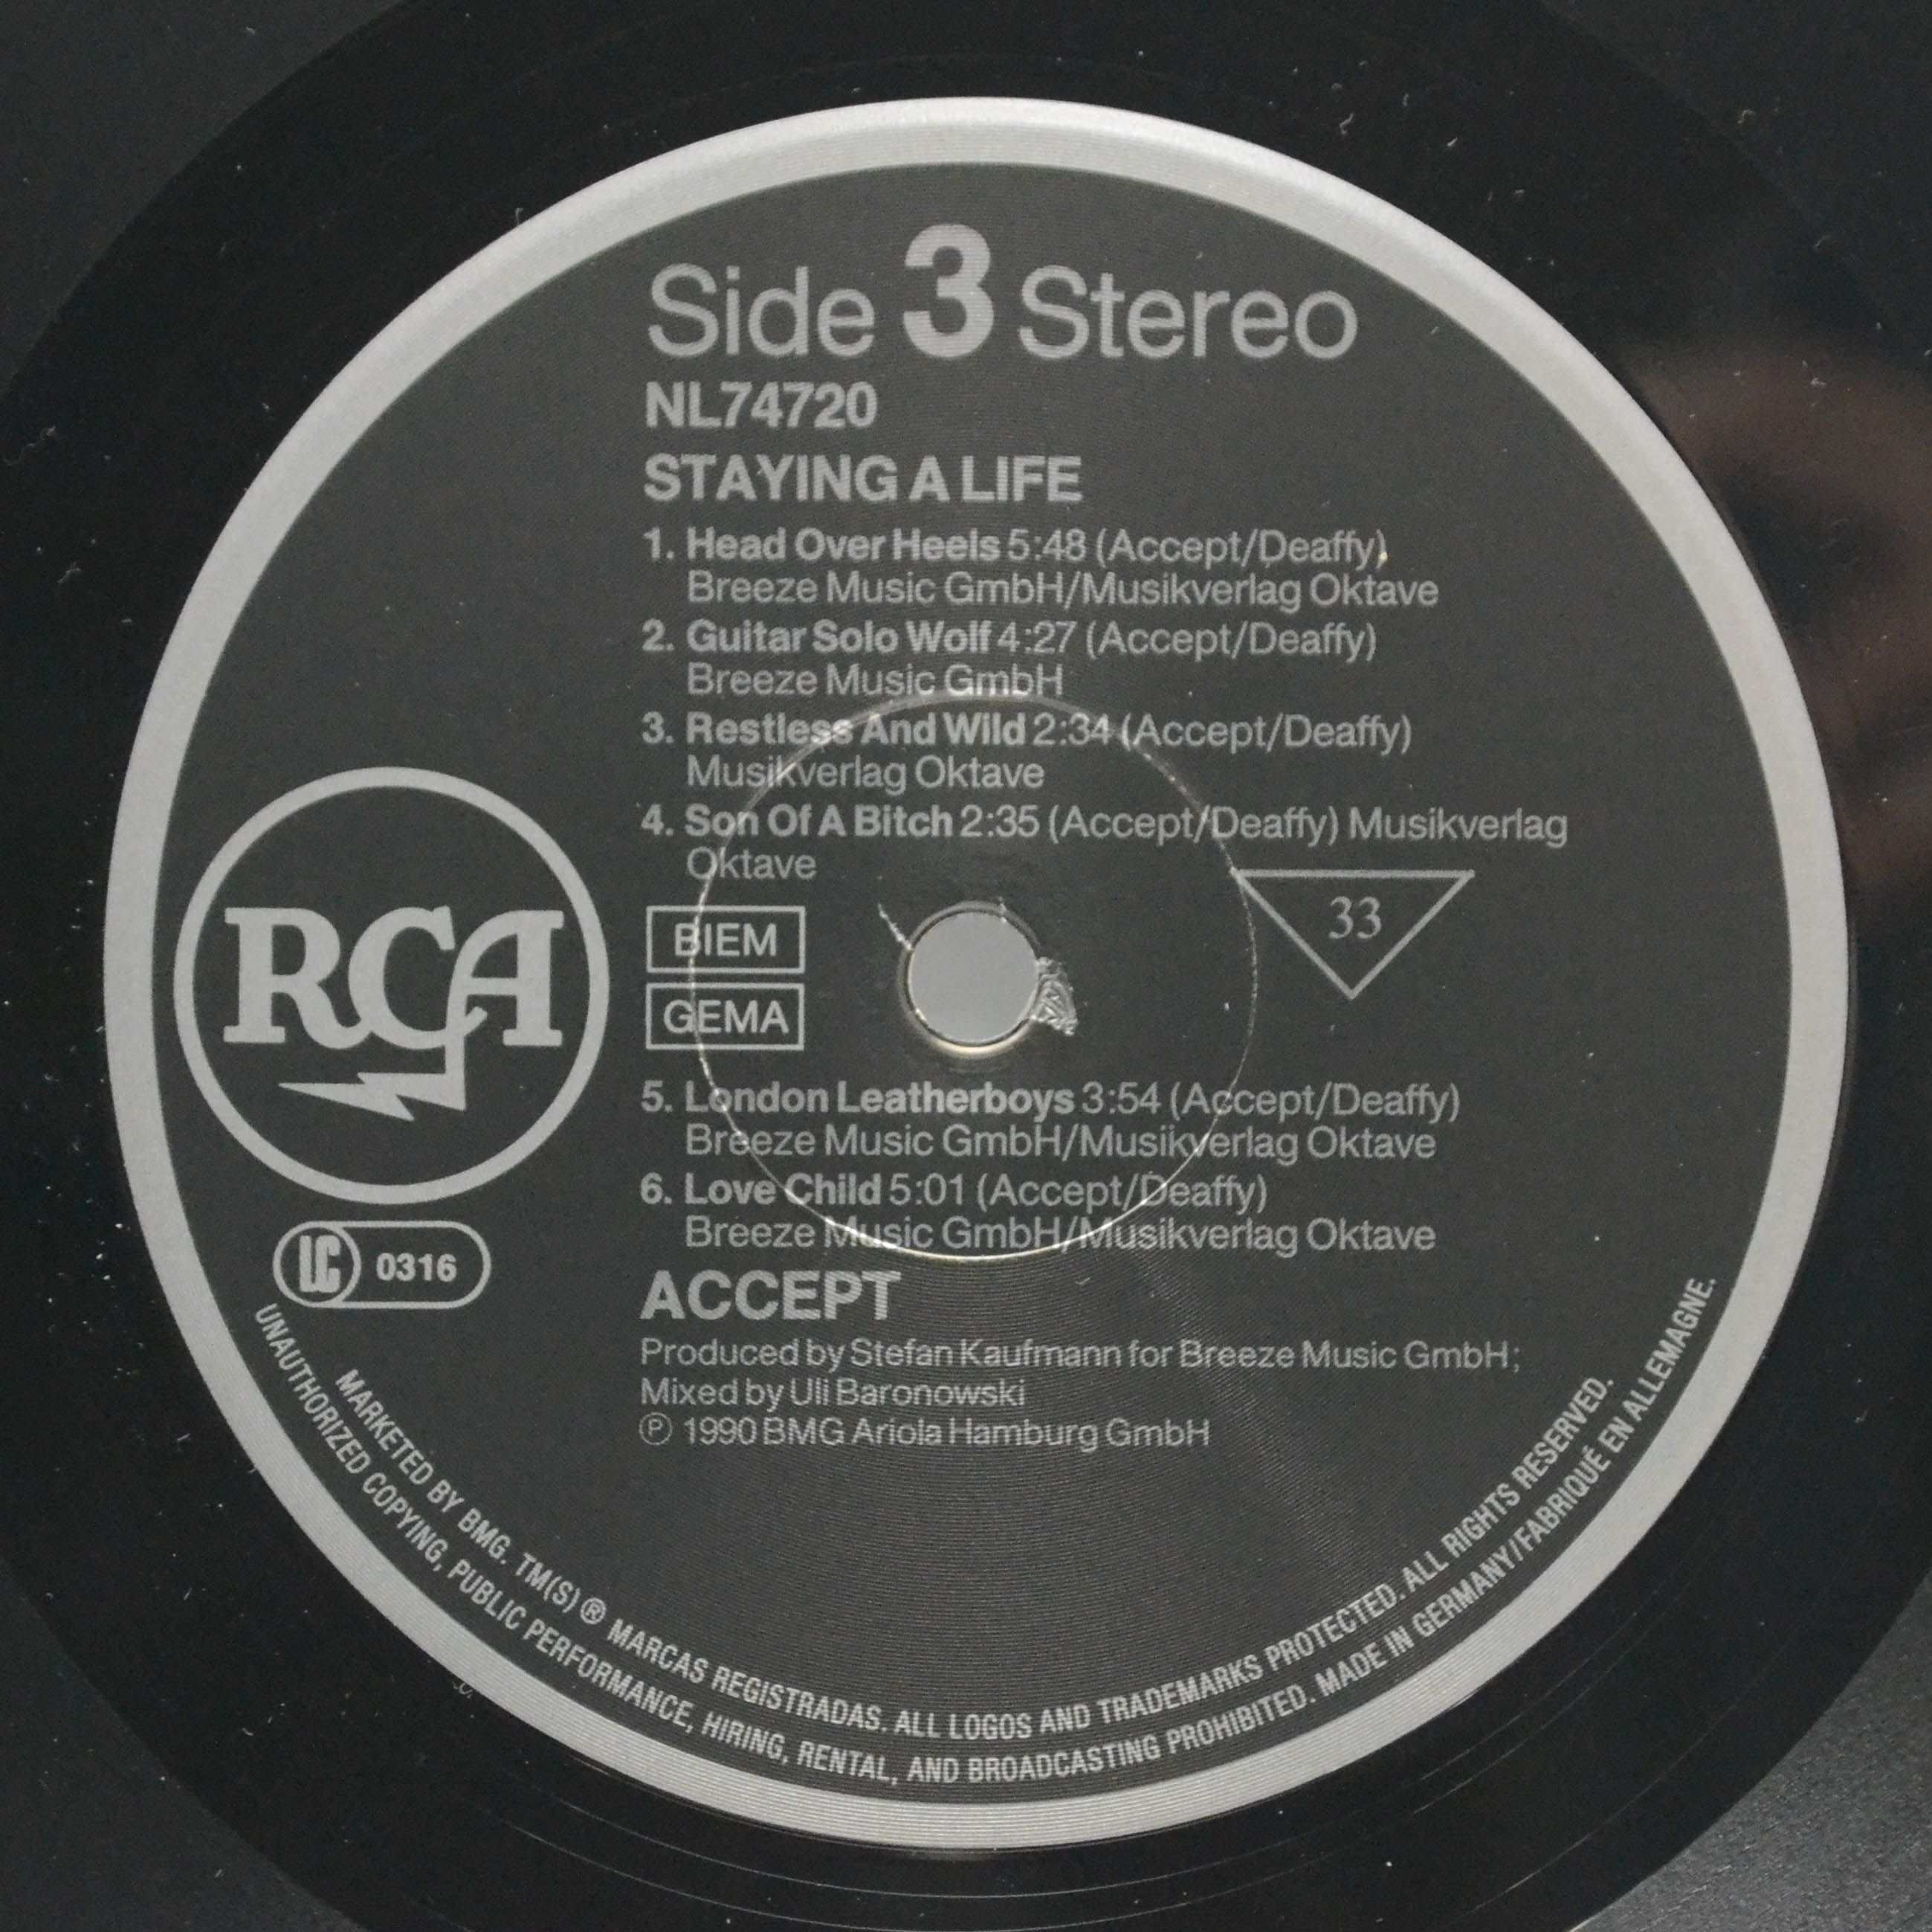 Side 3 Stereo
NL74720
STAYING A LIFE
1. Head Over Heels 5:48 (Accept/Deaffy)
Breeze Music GmbH/Musikverlag Oktave
2. Guitar Solo Wolf 4:27 (Accept/Deaffy)
Breeze Music GmbH
3. Restless And Wild 2:34 (Accept/Deaffy)
Musikverlag Oktave
4. Son Of A Bitch 2:35 (Accept/Deaffy) Musikverlag
Oktave
RCA
BIEM
GEMA
33
5. London Leatherboys 3:54 (Accept/Deaffy)
Breeze Music GmbH/Musikverlag Oktave
6. Love Child 5:01 (Accept/Deaffy)
Breeze Music GmbH/Musikverlag Oktave
LC 0316
ACCEPT
Produced by Stefan Kaufmann for Breeze Music GmbH;
Mixed by Uli Baronowski
Ⓟ 1990 BMG Ariola Hamburg GmbH
MARKETED BY BMG. TM(S) ® MARCAS REGISTRADAS. ALL LOGOS AND TRADEMARKS PROTECTED. ALL RIGHTS RESERVED.
UNAUTHORIZED COPYING, PUBLIC PERFORMANCE, HIRING, RENTAL, AND BROADCASTING PROHIBITED. MADE IN GERMANY/FABRIQUÉ EN ALLEMAGNE.